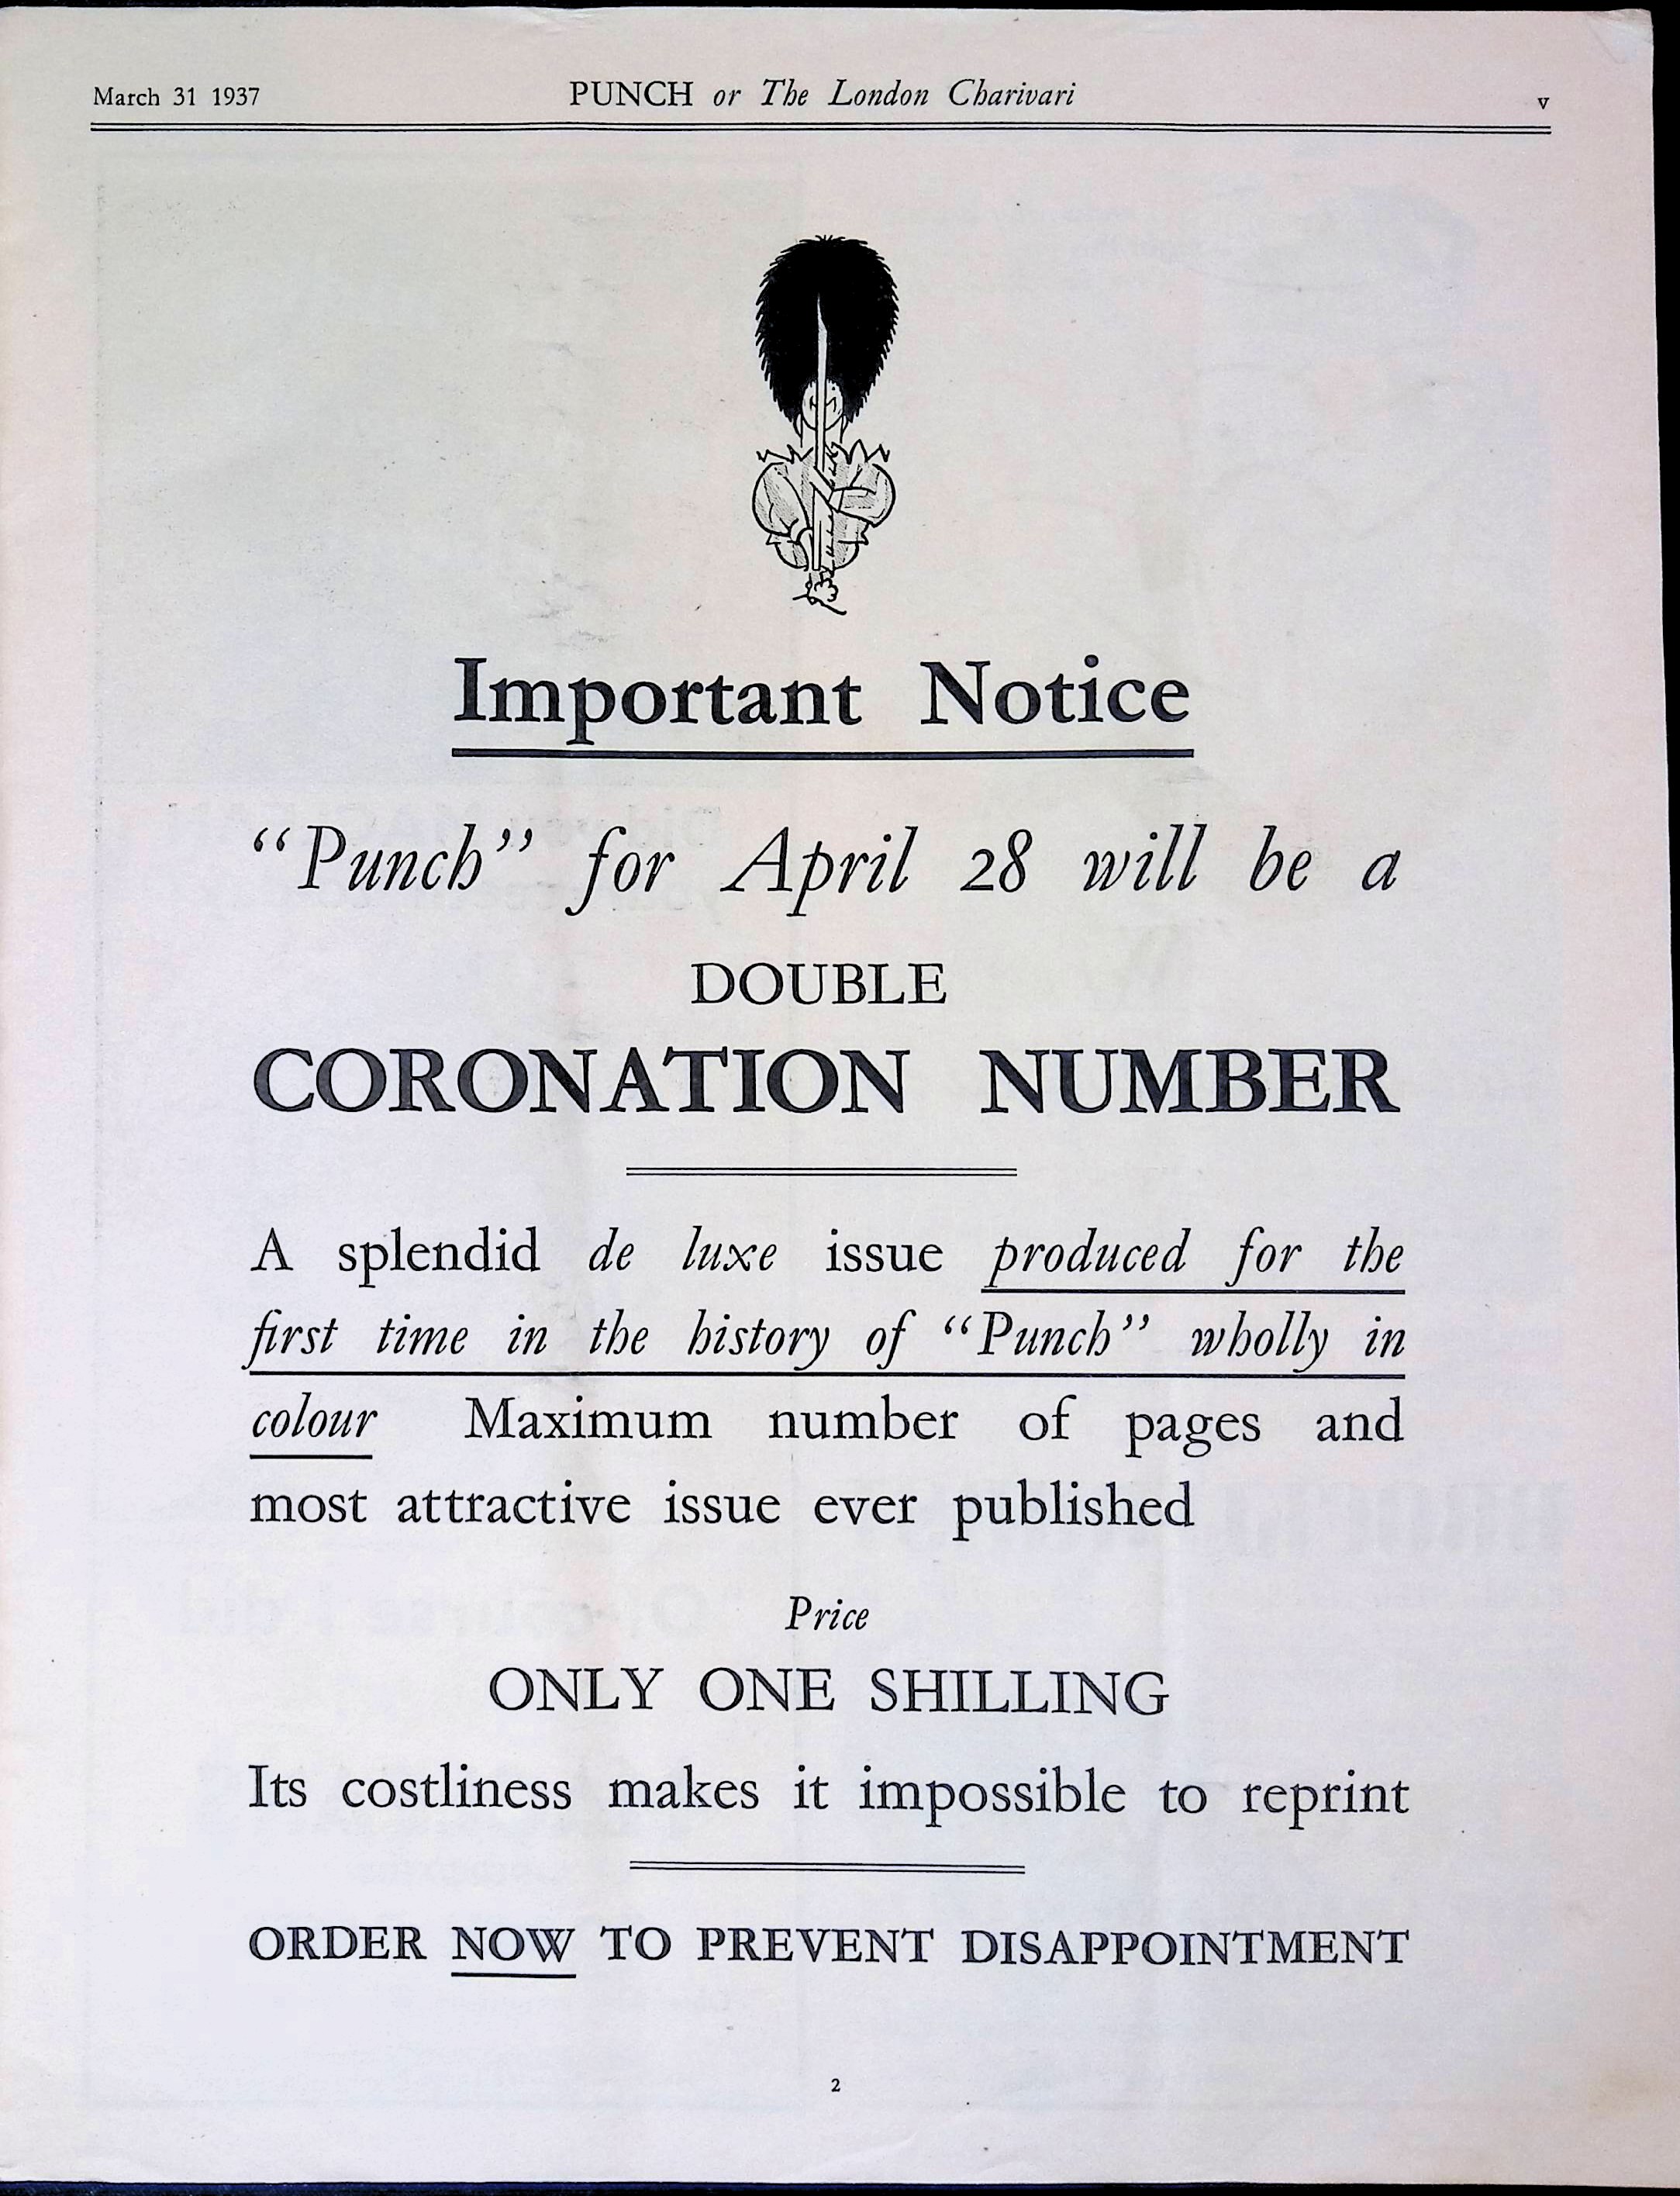 March 31 1937 PUNCH or The London Charivari v
Important Notice
“Punch” for April 28 will be a
DOUBLE
CORONATION NUMBER
A splendid de luxe issue produced for the
first time in the history of “Punch” wholly in
colour Maximum number of pages and
most attractive issue ever published
Price
ONLY ONE SHILLING
Its costliness makes it impossible to reprint
ORDER NOW TO PREVENT DISAPPOINTMENT
2